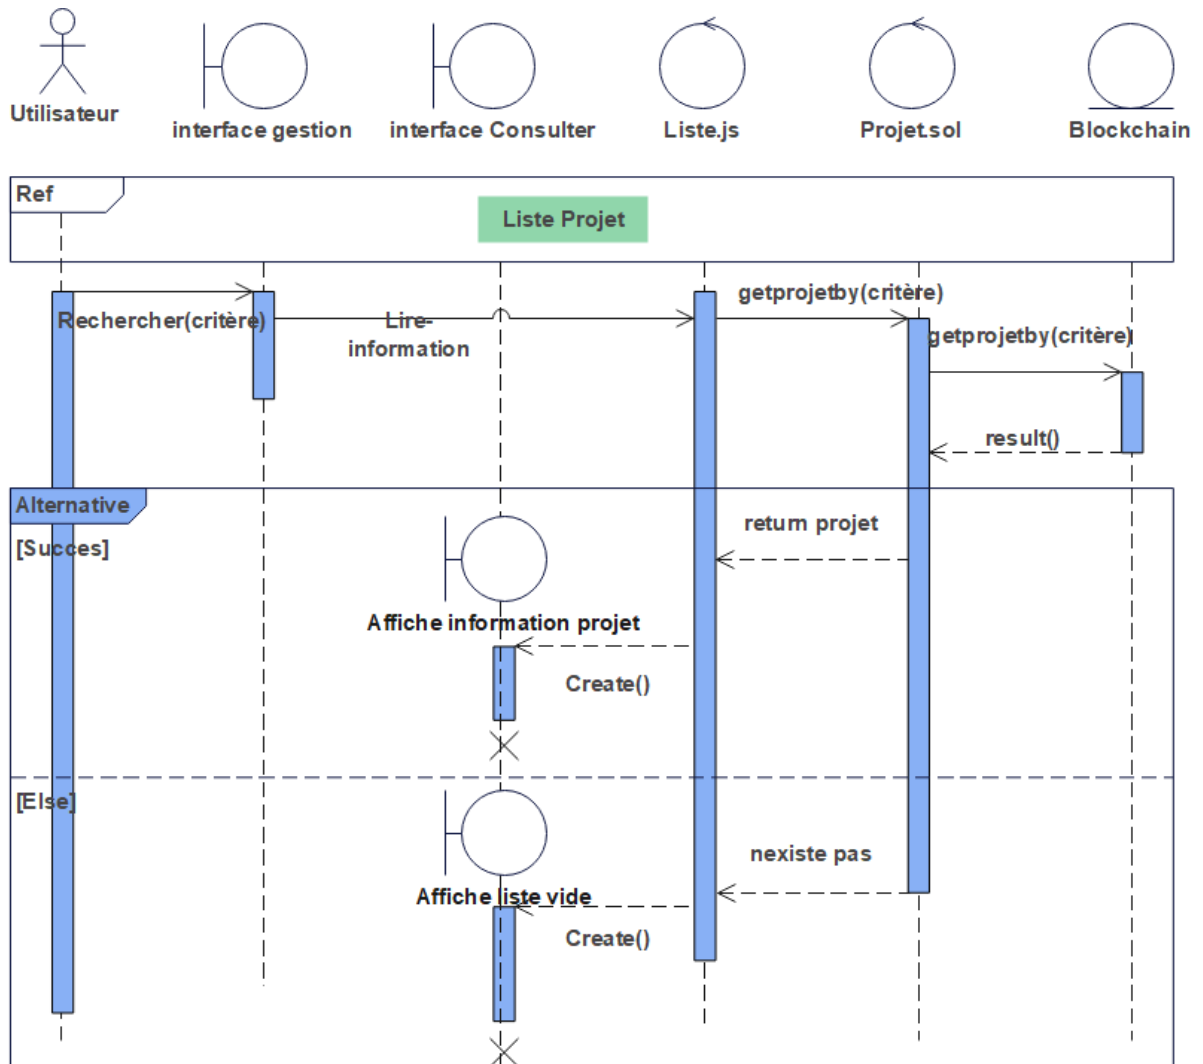 Utilisateur
interface gestion
interface Consulter
Liste.js
Projet.sol
Blockchain
Ref
Liste Projet
getprojetby(critère)
Rechercher(critère)
Lire-
information
getprojetby(critère)
result()
Alternative
[Succes]
return projet
Affiche information projet
Create()
[Else]
nexiste pas
Affiche liste vide
Create()